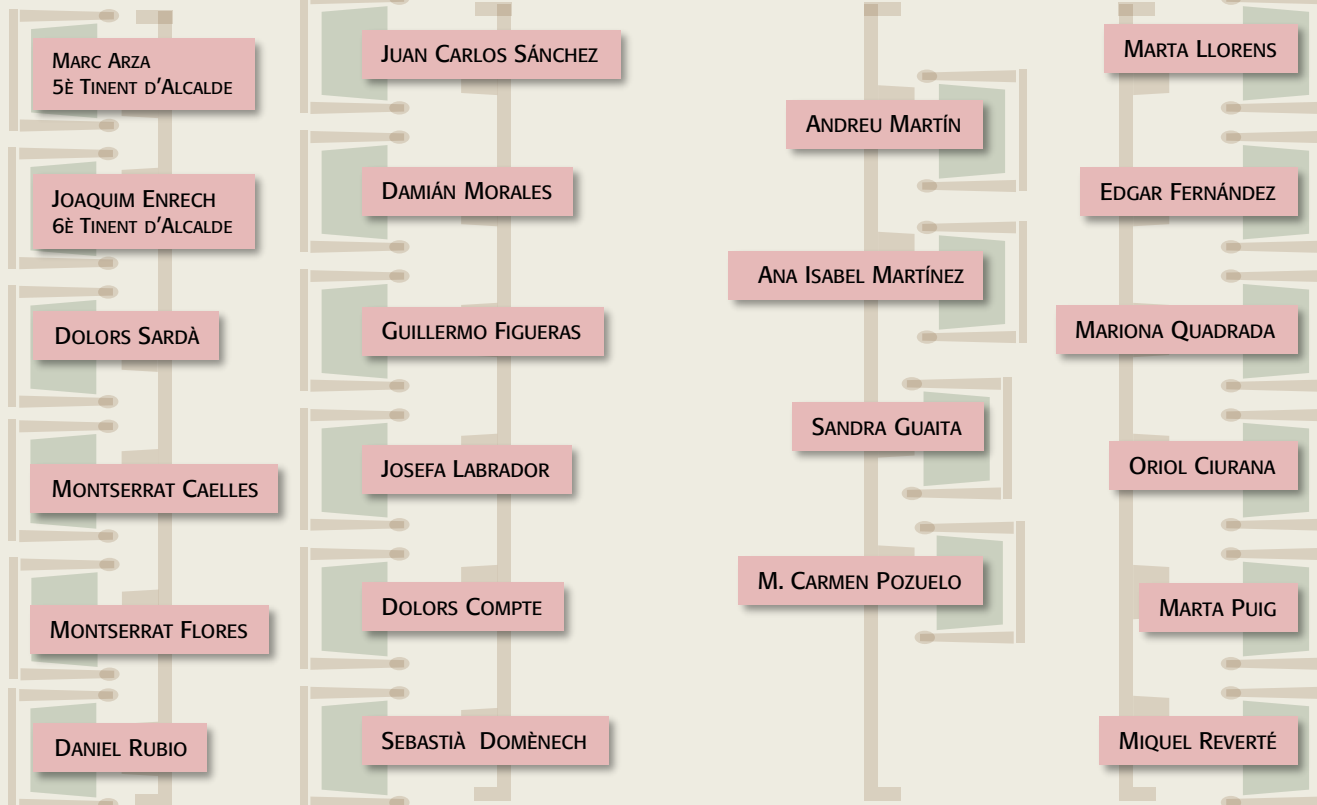 Marc Arza
5è Tinent d'Alcalde
Joaquim Enrech
6è Tinent d'Alcalde
Dolors Sardà
Montserrat Caelles
Montserrat Flores
Daniel Rubio
Juan Carlos Sánchez
Damián Morales
Guillermo Figueras
Josefa Labrador
Dolors Compte
Sebastià Domènech
Andreu Martín
Ana Isabel Martínez
Sandra Guaita
M. Carmen Pozuelo
Marta Llorens
Edgar Fernández
Mariona Quadrada
Oriol Ciurana
Marta Puig
Miquel Reverté